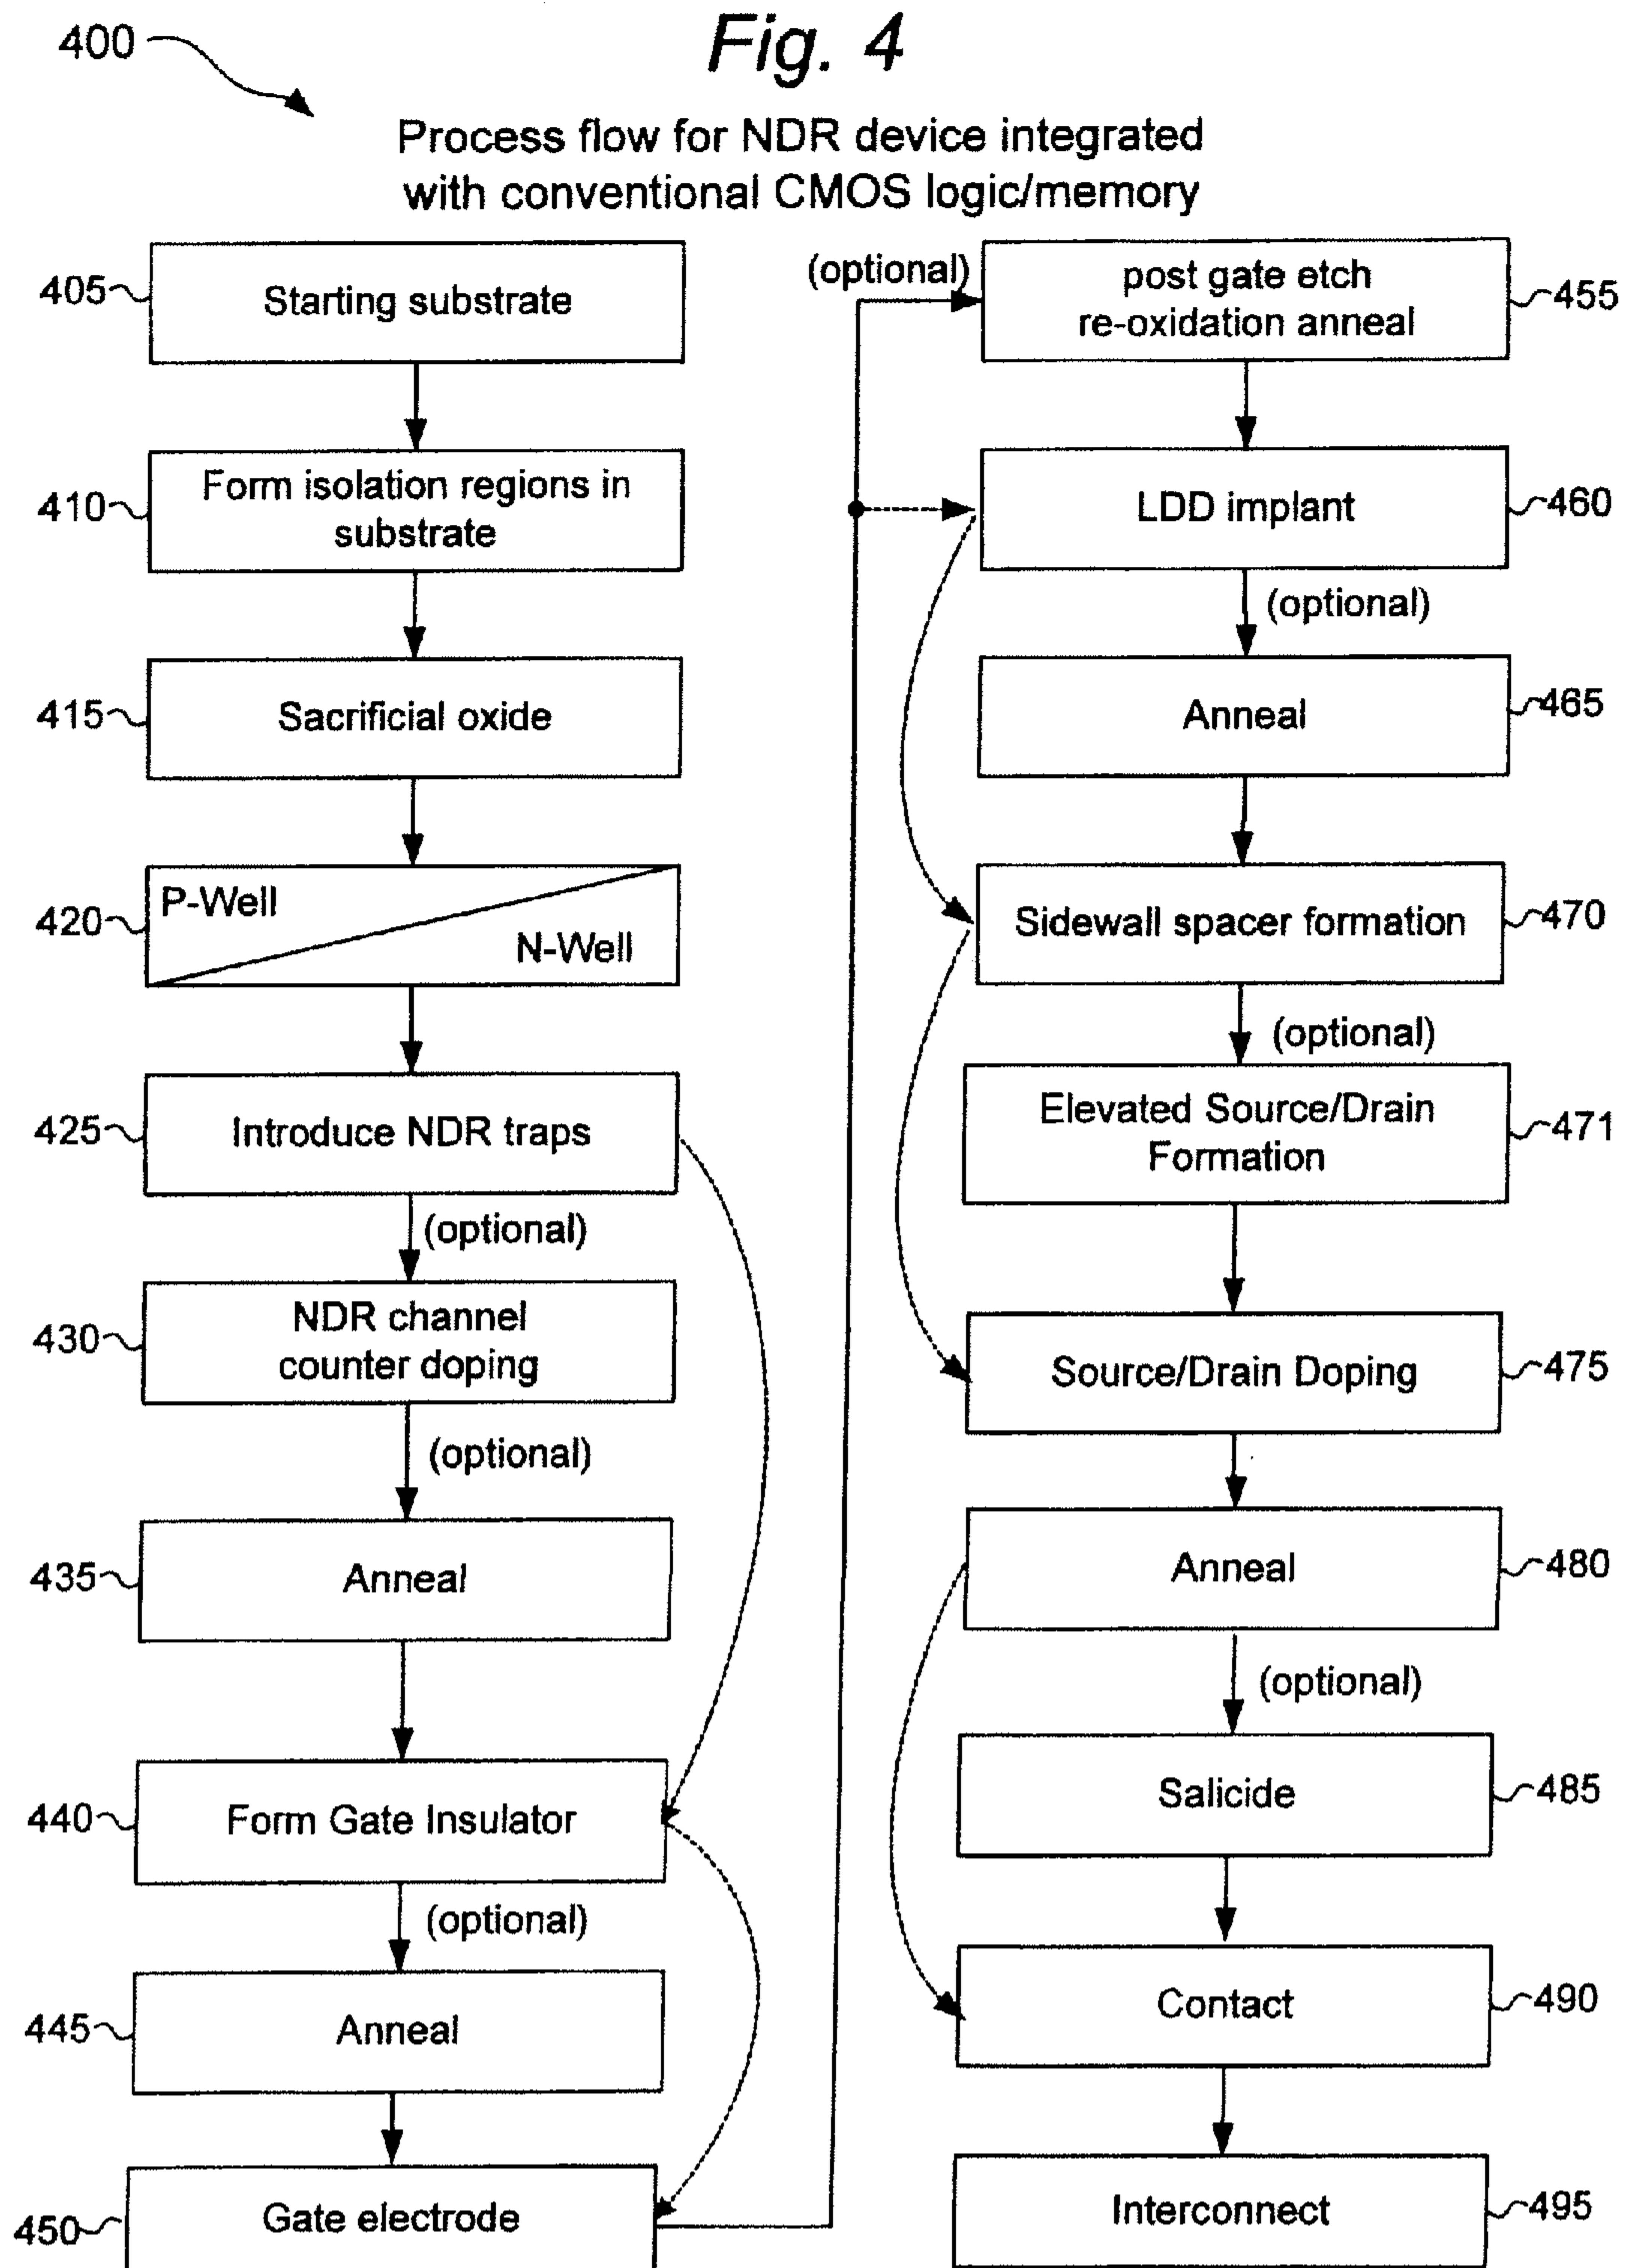 400
Fig. 4
Process flow for NDR device integrated
with conventional CMOS logic/memory
405
Starting substrate
410
Form isolation regions in
substrate
415
Sacrificial oxide
420
P-Well
N-Well
425
Introduce NDR traps
(optional)
430
NDR channel
counter doping
(optional)
435
Anneal
440
Form Gate Insulator
(optional)
445
Anneal
450
Gate electrode
(optional)
post gate etch
re-oxidation anneal
455
LDD implant
460
(optional)
Anneal
465
Sidewall spacer formation
470
(optional)
Elevated Source/Drain
Formation
471
Source/Drain Doping
475
Anneal
480
(optional)
Salicide
485
Contact
490
Interconnect
495